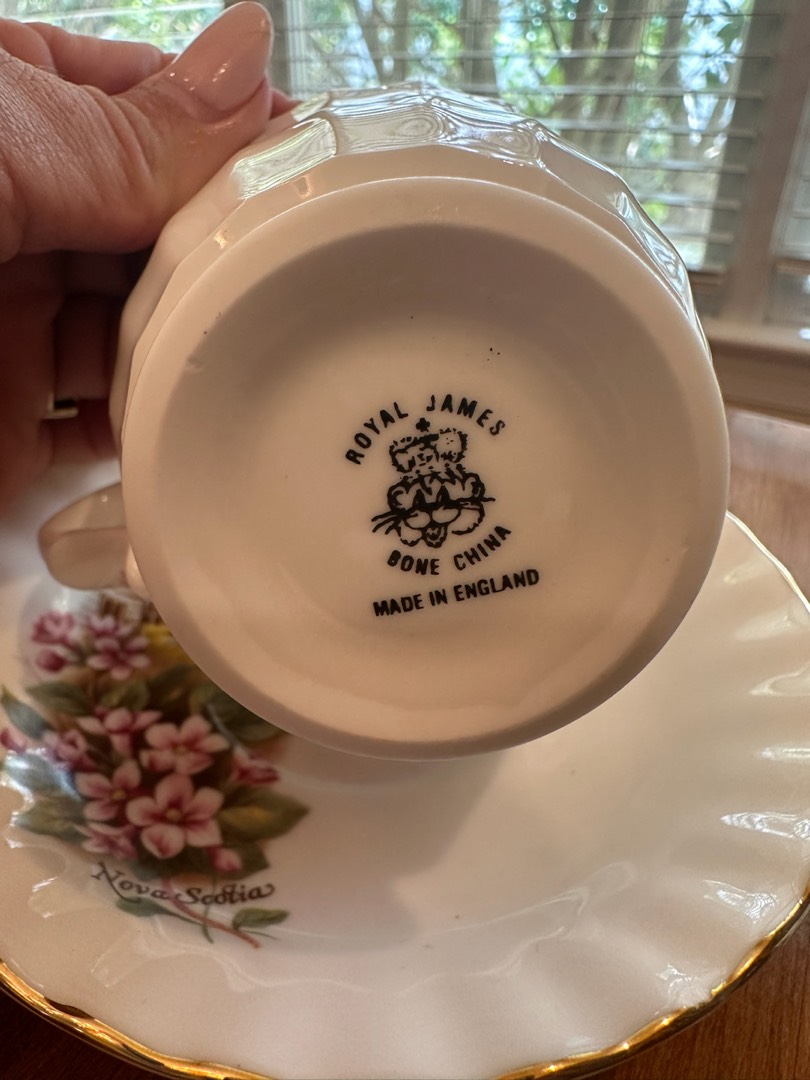 ROYAL JAMES
BONE CHINA
MADE IN ENGLAND
Nova Scotia